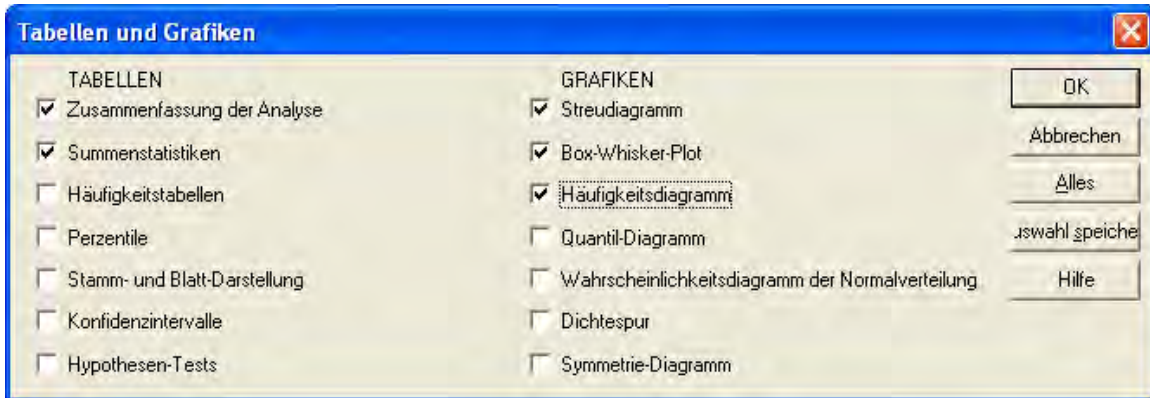 Tabellen und Grafiken
TABELLEN
Zusammenfassung der Analyse
Summenstatistiken
Häufigkeitstabellen
Perzentile
Stamm- und Blatt-Darstellung
Konfidenzintervalle
Hypothesen-Tests
GRAFIKEN
Streudiagramm
Box-Whisker-Plot
Häufigkeitsdiagramm
Quantil-Diagramm
Wahrscheinlichkeitsdiagramm der Normalverteilung
Dichtespur
Symmetrie-Diagramm
OK
Abbrechen
Alles
uswahl speiche
Hilfe